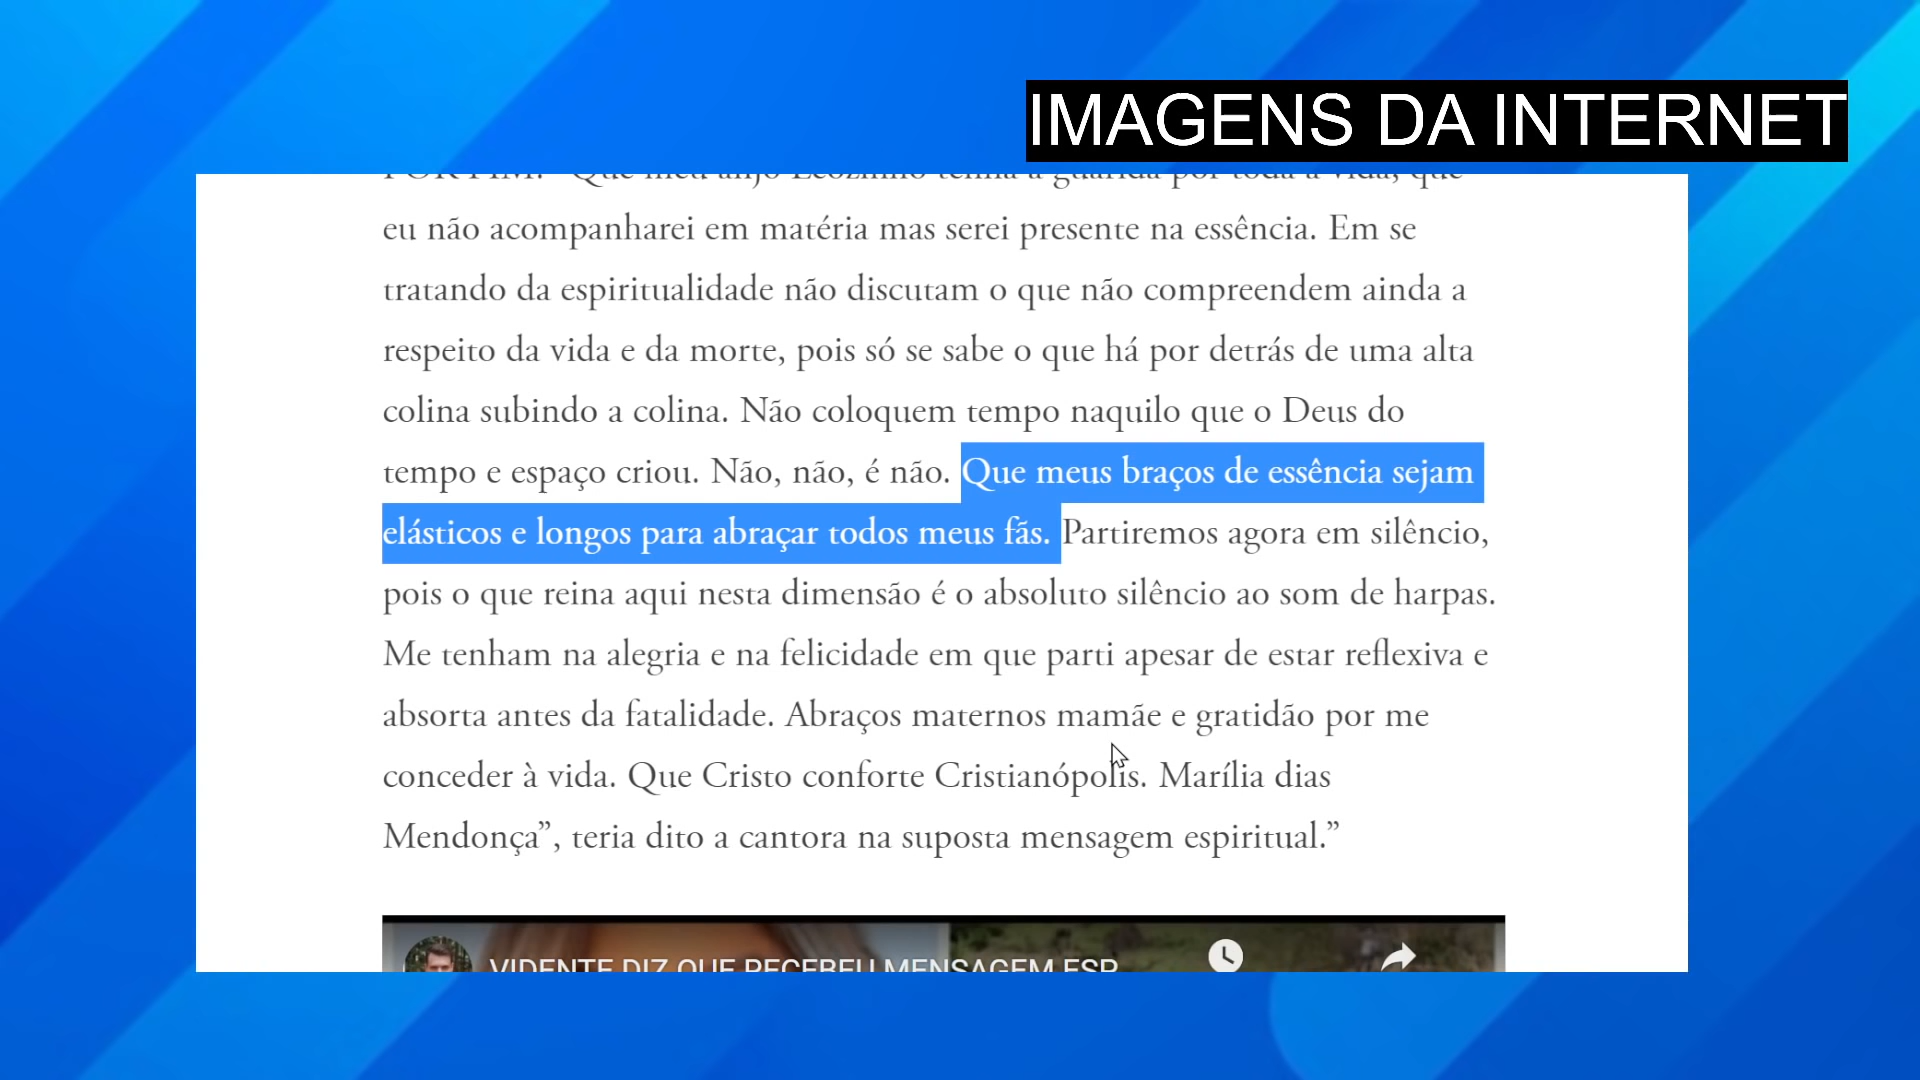 IMAGENS DA INTERNET
eu não acompanharei em matéria mas serei presente na essência. Em se
tratando da espiritualidade não discutam o que não compreendem ainda a
respeito da vida e da morte, pois só se sabe o que há por detrás de uma alta
colina subindo a colina. Não coloquem tempo naquilo que o Deus do
tempo e espaço criou. Não, não, é não. Que meus braços de essência sejam
elásticos e longos para abraçar todos meus fãs. Partiremos agora em silêncio,
pois o que reina aqui nesta dimensão é o absoluto silêncio ao som de harpas.
Me tenham na alegria e na felicidade em que parti apesar de estar reflexiva e
absorta antes da fatalidade. Abraços maternos mamãe e gratidão por me
conceder à vida. Que Cristo conforte Cristianópolis. Marília dias
Mendonça”, teria dito a cantora na suposta mensagem espiritual.”
VIDENTE DIZ QUE RECEBEU MENSAGEM ESP